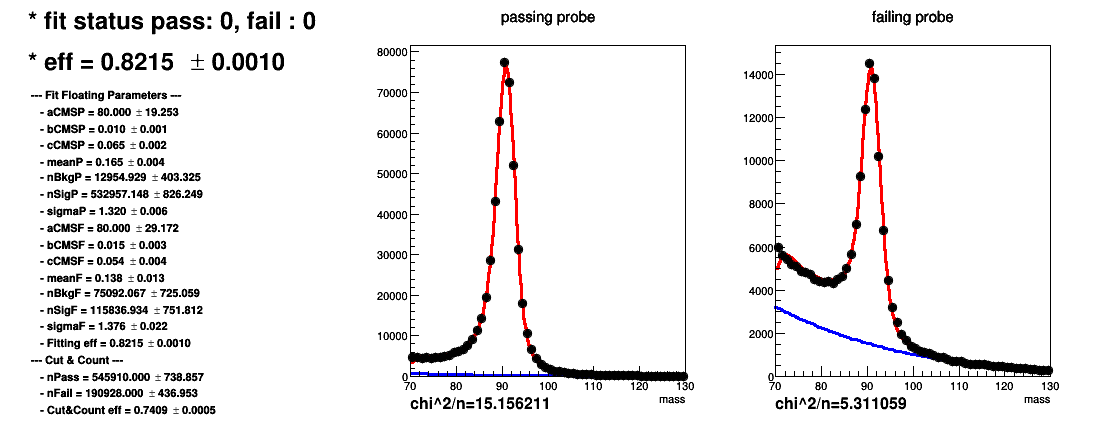 * fit status pass: 0, fail : 0
* eff = 0.8215 ± 0.0010
--- Fit Floating Parameters ---
- aCMSP = 80.000 ± 19.253
- bCMSP = 0.010 ± 0.001
- cCMSP = 0.065 ± 0.002
- meanP = 0.165 ± 0.004
- nBkgP = 12954.929 ± 403.325
- nSigP = 532957.148 ± 826.249
- sigmaP = 1.320 ± 0.006
- aCMSF = 80.000 ± 29.172
- bCMSF = 0.015 ± 0.003
- cCMSF = 0.054 ± 0.004
- meanF = 0.138 ± 0.013
- nBkgF = 75092.067 ± 725.059
- nSigF = 115836.934 ± 751.812
- sigmaF = 1.376 ± 0.022
- Fitting eff = 0.8215 ± 0.0010
--- Cut & Count ---
- nPass = 545910.000 ± 738.857
- nFail = 190928.000 ± 436.953
- Cut&Count eff = 0.7409 ± 0.0005
passing probe
80000
70000
60000
50000
40000
30000
20000
10000
0
70 80 90 100 110 120 130
mass
chi^2/n=15.156211
failing probe
14000
12000
10000
8000
6000
4000
2000
0
70 80 90 100 110 120 130
mass
chi^2/n=5.311059